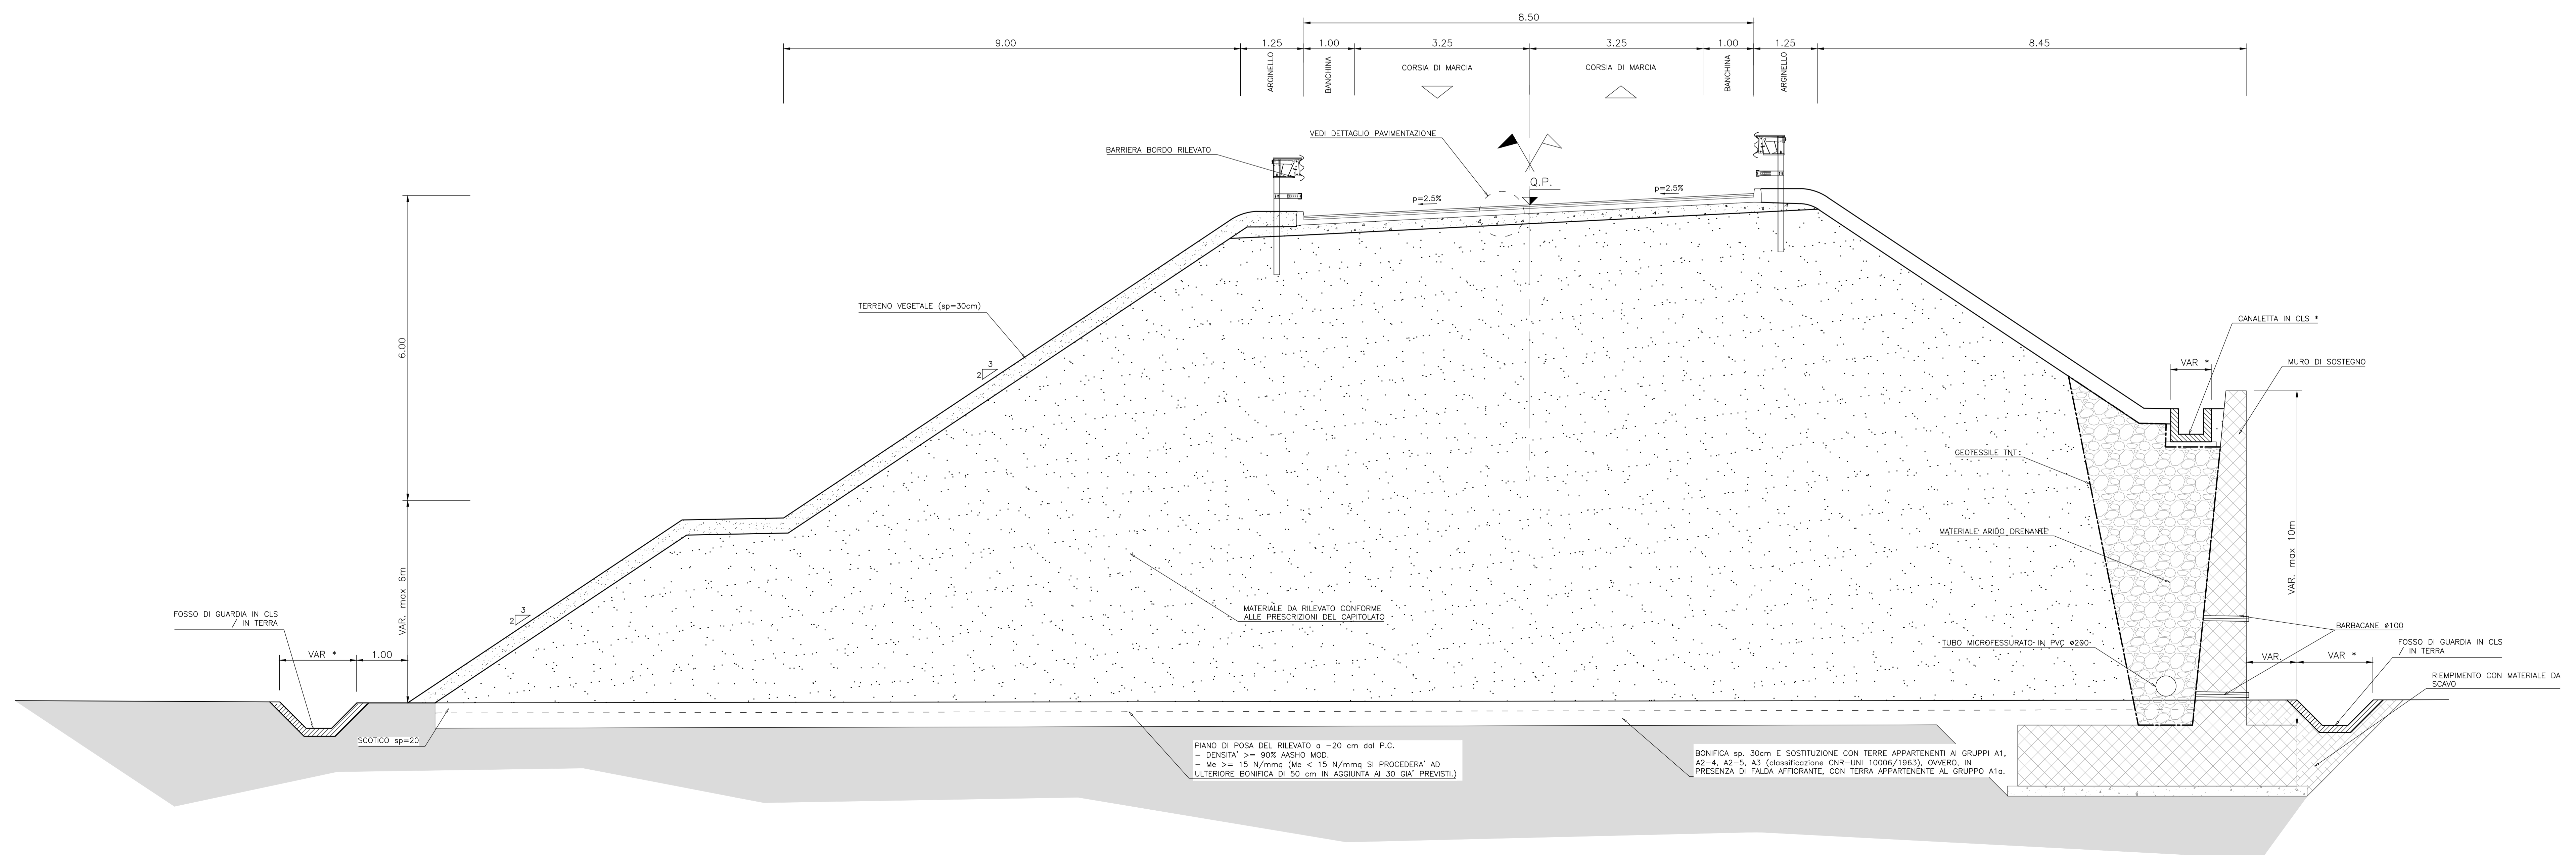 8.50
9.00
1.25
1.00
3.25
3.25
1.00
1.25
8.45
ARGINELLO
BANCHINA
CORSIA DI MARCIA
CORSIA DI MARCIA
BANCHINA
ARGINELLO
VEDI DETTAGLIO PAVIMENTAZIONE
BARRIERA BORDO RILEVATO
Q.P.
p=2.5%
p=2.5%
TERRENO VEGETALE (sp=30cm)
3
2
6.00
CANALETTA IN CLS *
VAR *
MURO DI SOSTEGNO
GEOTESSILE TNT
MATERIALE ARIDO DRENANTE
VAR. max 10m
VAR. max 6m
3
2
FOSSO DI GUARDIA IN CLS
/ IN TERRA
VAR *
1.00
MATERIALE DA RILEVATO CONFORME
ALLE PRESCRIZIONI DEL CAPITOLATO
TUBO MICROFESSURATO IN PVC ø200
BARBACANE ø100
FOSSO DI GUARDIA IN CLS
/ IN TERRA
VAR.
VAR *
RIEMPIMENTO CON MATERIALE DA
SCAVO
SCOTICO sp=20
PIANO DI POSA DEL RILEVATO a -20 cm dal P.C.
- DENSITA' >= 90% AASHO MOD.
- Me >= 15 N/mmq (Me < 15 N/mmq SI PROCEDERA' AD
ULTERIORE BONIFICA DI 50 cm IN AGGIUNTA AI 30 GIA' PREVISTI.)
BONIFICA sp. 30cm E SOSTITUZIONE CON TERRE APPARTENENTI AI GRUPPI A1,
A2-4, A2-5, A3 (classificazione CNR-UNI 10006/1963), OVVERO, IN
PRESENZA DI FALDA AFFIORANTE, CON TERRA APPARTENENTE AL GRUPPO A1a.